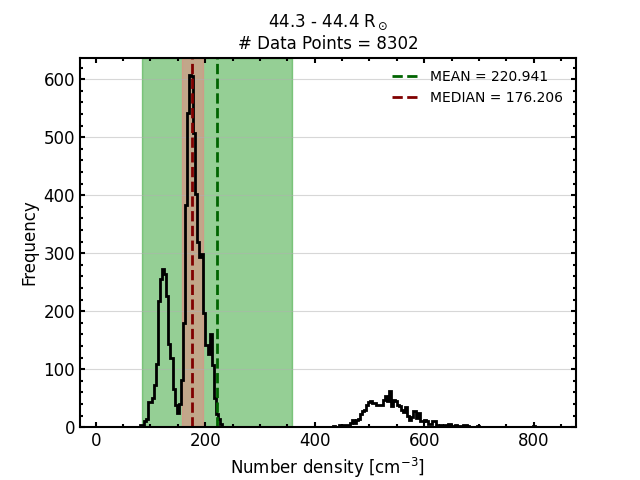 44.3 - 44.4 R⊙
# Data Points = 8302
MEAN = 220.941
MEDIAN = 176.206
Frequency
600
500
400
300
200
100
0
0 200 400 600 800
Number density [cm⁻³]